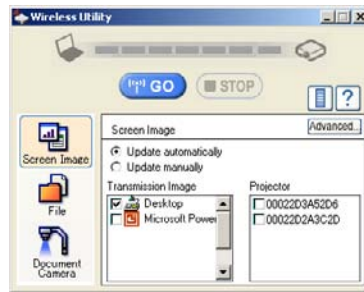 Wireless Utility
GO
STOP
?
Screen Image
Advanced...
Update automatically
Update manually
Transmission Image
Projector
Desktop
Microsoft Power
00022D3A52D6
00022D2A3C2D
Screen Image
File
Document
Camera